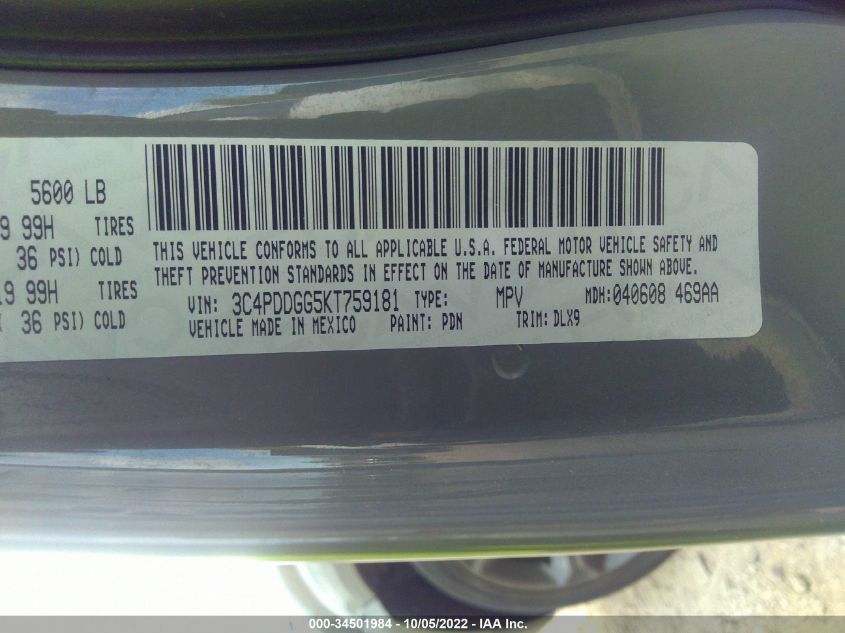 5600 LB
9 99H TIRES
36 PSI) COLD
19 99H TIRES
36 PSI) COLD
THIS VEHICLE CONFORMS TO ALL APPLICABLE U.S.A. FEDERAL MOTOR VEHICLE SAFETY AND
THEFT PREVENTION STANDARDS IN EFFECT ON THE DATE OF MANUFACTURE SHOWN ABOVE.
VIN: 3C4PDDGG5KT759181 TYPE: MPV MDH:040608 469AA
VEHICLE MADE IN MEXICO PAINT: PDN TRIM: DLX9
000-34501984 - 10/05/2022 - IAA Inc.